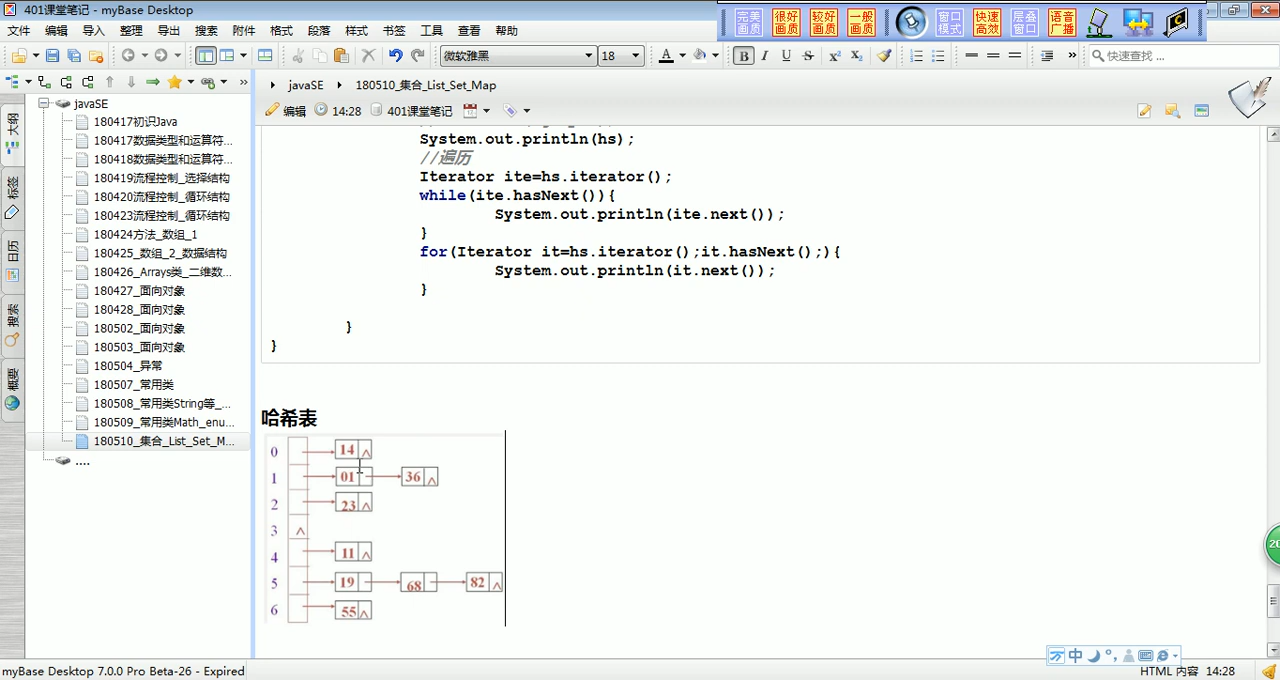 401课堂笔记 - myBase Desktop
完美画质 很好画质 较好画质 一般画质 窗口模式 快速高效 层叠窗口 语音广播
文件 编辑 导入 整理 导出 搜索 附件 格式 段落 样式 书签 工具 查看 帮助
微软雅黑 18 A B I U S X² X₂ 快速查找 ...
javaSE 180510_集合_List_Set_Map
编辑 14:28 401课堂笔记
大纲
标签
日历
搜索
概要
javaSE
180417初识Java
180417数据类型和运算符...
180418数据类型和运算符...
180419流程控制_选择结构
180420流程控制_循环结构
180423流程控制_循环结构
180424方法_数组_1
180425_数组_2_数据结构
180426_Arrays类_二维数...
180427_面向对象
180428_面向对象
180502_面向对象
180503_面向对象
180504_异常
180507_常用类
180508_常用类String等_...
180509_常用类Math_enu...
180510_集合_List_Set_M...
....
System.out.println(hs);
//遍历
Iterator ite=hs.iterator();
while(ite.hasNext()){
System.out.println(ite.next());
}
for(Iterator it=hs.iterator();it.hasNext();){
System.out.println(it.next());
}
}
}
哈希表
0 14 ∧
1 01 36 ∧
2 23 ∧
3 ∧
4 11 ∧
5 19 68 82 ∧
6 55 ∧
20
中
myBase Desktop 7.0.0 Pro Beta-26 - Expired
HTML 内容 14:28